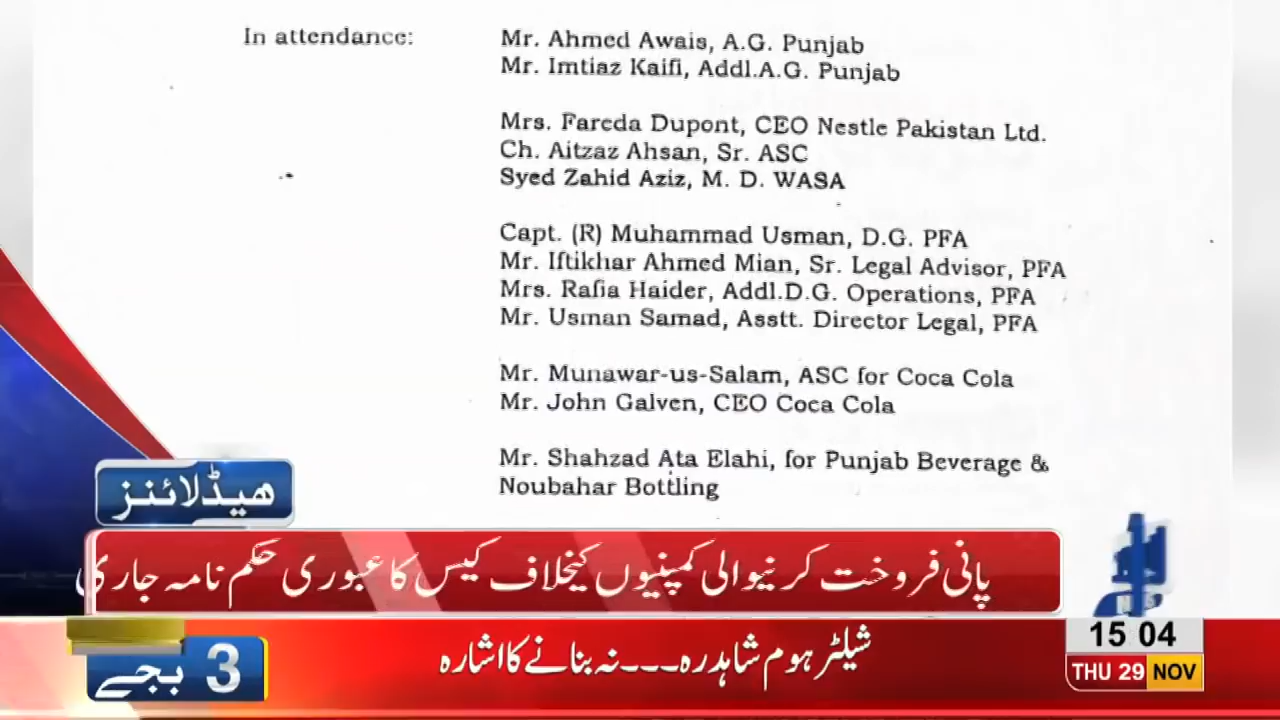 In attendance:
Mr. Ahmed Awais, A.G. Punjab
Mr. Imtiaz Kaifi, Addl.A.G. Punjab
Mrs. Fareda Dupont, CEO Nestle Pakistan Ltd.
Ch. Aitzaz Ahsan, Sr. ASC
Syed Zahid Aziz, M. D. WASA
Capt. (R) Muhammad Usman, D.G. PFA
Mr. Iftikhar Ahmed Mian, Sr. Legal Advisor, PFA
Mrs. Rafia Haider, Addl.D.G. Operations, PFA
Mr. Usman Samad, Asstt. Director Legal, PFA
Mr. Munawar-us-Salam, ASC for Coca Cola
Mr. John Galven, CEO Coca Cola
Mr. Shahzad Ata Elahi, for Punjab Beverage &
Noubahar Bottling
ھیڈلائنز
پانی فروخت کرنیوالی کمپنیوں کیخلاف کیس کا عبوری حکم نامہ جاری
شیلٹر ہوم شاہدرہ۔۔۔نہ بنانے کا اشارہ
3 بجے
15 04
THU 29 NOV